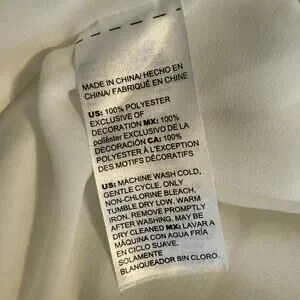 MADE IN CHINA/ HECHO EN
CHINA/ FABRIQUÉ EN CHINE
US: 100% POLYESTER
EXCLUSIVE OF
DECORATION MX: 100%
poliéster EXCLUSIVO DE LA
DECORACIÓN CA: 100%
POLYESTER À L'EXCEPTION
DES MOTIFS DÉCORATIFS
US: MACHINE WASH COLD,
GENTLE CYCLE. ONLY
NON-CHLORINE BLEACH,
TUMBLE DRY LOW. WARM
IRON. REMOVE PROMPTLY
AFTER WASHING. MAY BE
DRY CLEANED MX: LAVAR A
MÁQUINA CON AGUA FRÍA
EN CICLO SUAVE.
SOLAMENTE
BLANQUEADOR SIN CLORO.